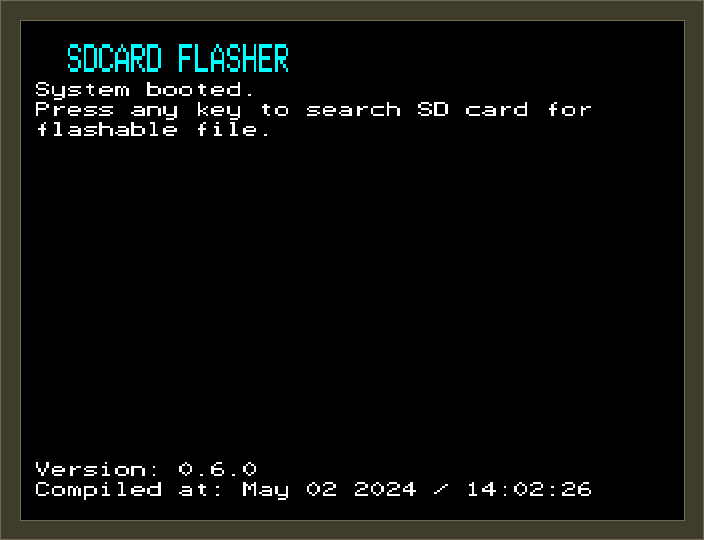 SDCARD FLASHER
System booted.
Press any key to search SD card for
flashable file.
Version: 0.6.0
Compiled at: May 02 2024 / 14:02:26